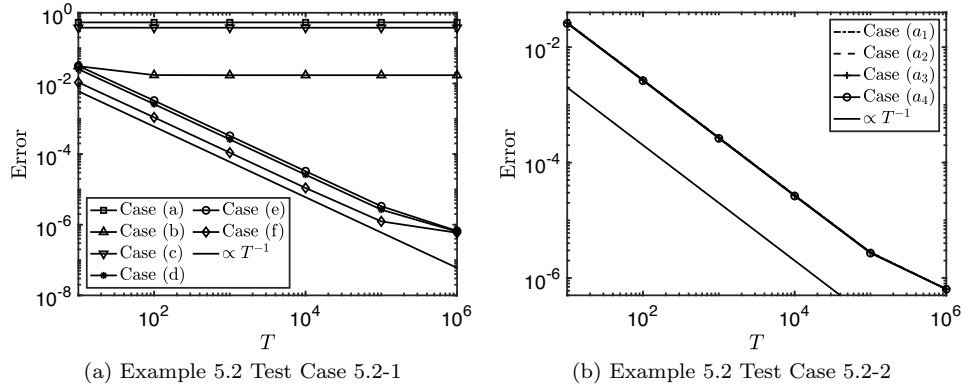 10^0
10^-2
10^-4
10^-6
10^-8
Error
Case (a)
Case (b)
Case (c)
Case (d)
Case (e)
Case (f)
∝ T^-1
10^2
10^4
10^6
T
(a) Example 5.2 Test Case 5.2-1
10^-2
10^-4
10^-6
Error
Case (a_1)
Case (a_2)
Case (a_3)
Case (a_4)
∝ T^-1
10^2
10^4
10^6
T
(b) Example 5.2 Test Case 5.2-2